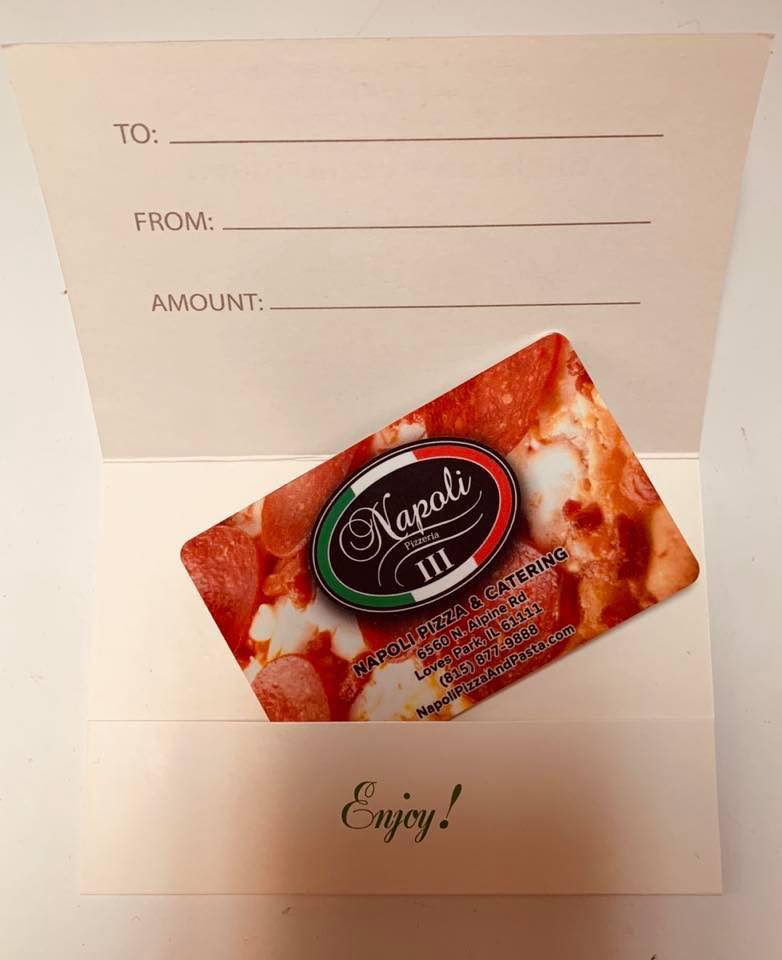 TO:
FROM:
AMOUNT:
Napoli
Pizzeria
III
NAPOLI PIZZA & CATERING
6560 N. Alpine Rd
Loves Park, IL 61111
(815) 877-9888
NapoliPizzaAndPasta.com
Enjoy!